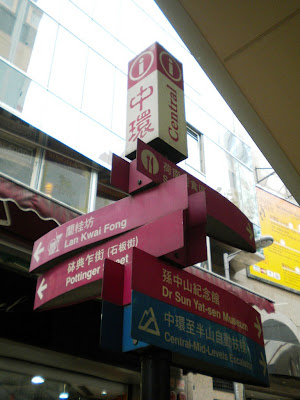 i
i
中環
Central
蘭桂坊
Lan Kwai Fong
砵典乍街 (石板街)
Pottinger Street
孫中山紀念館
Dr Sun Yat-sen Museum
中環至半山自動扶梯
Central-Mid-Levels Escalator